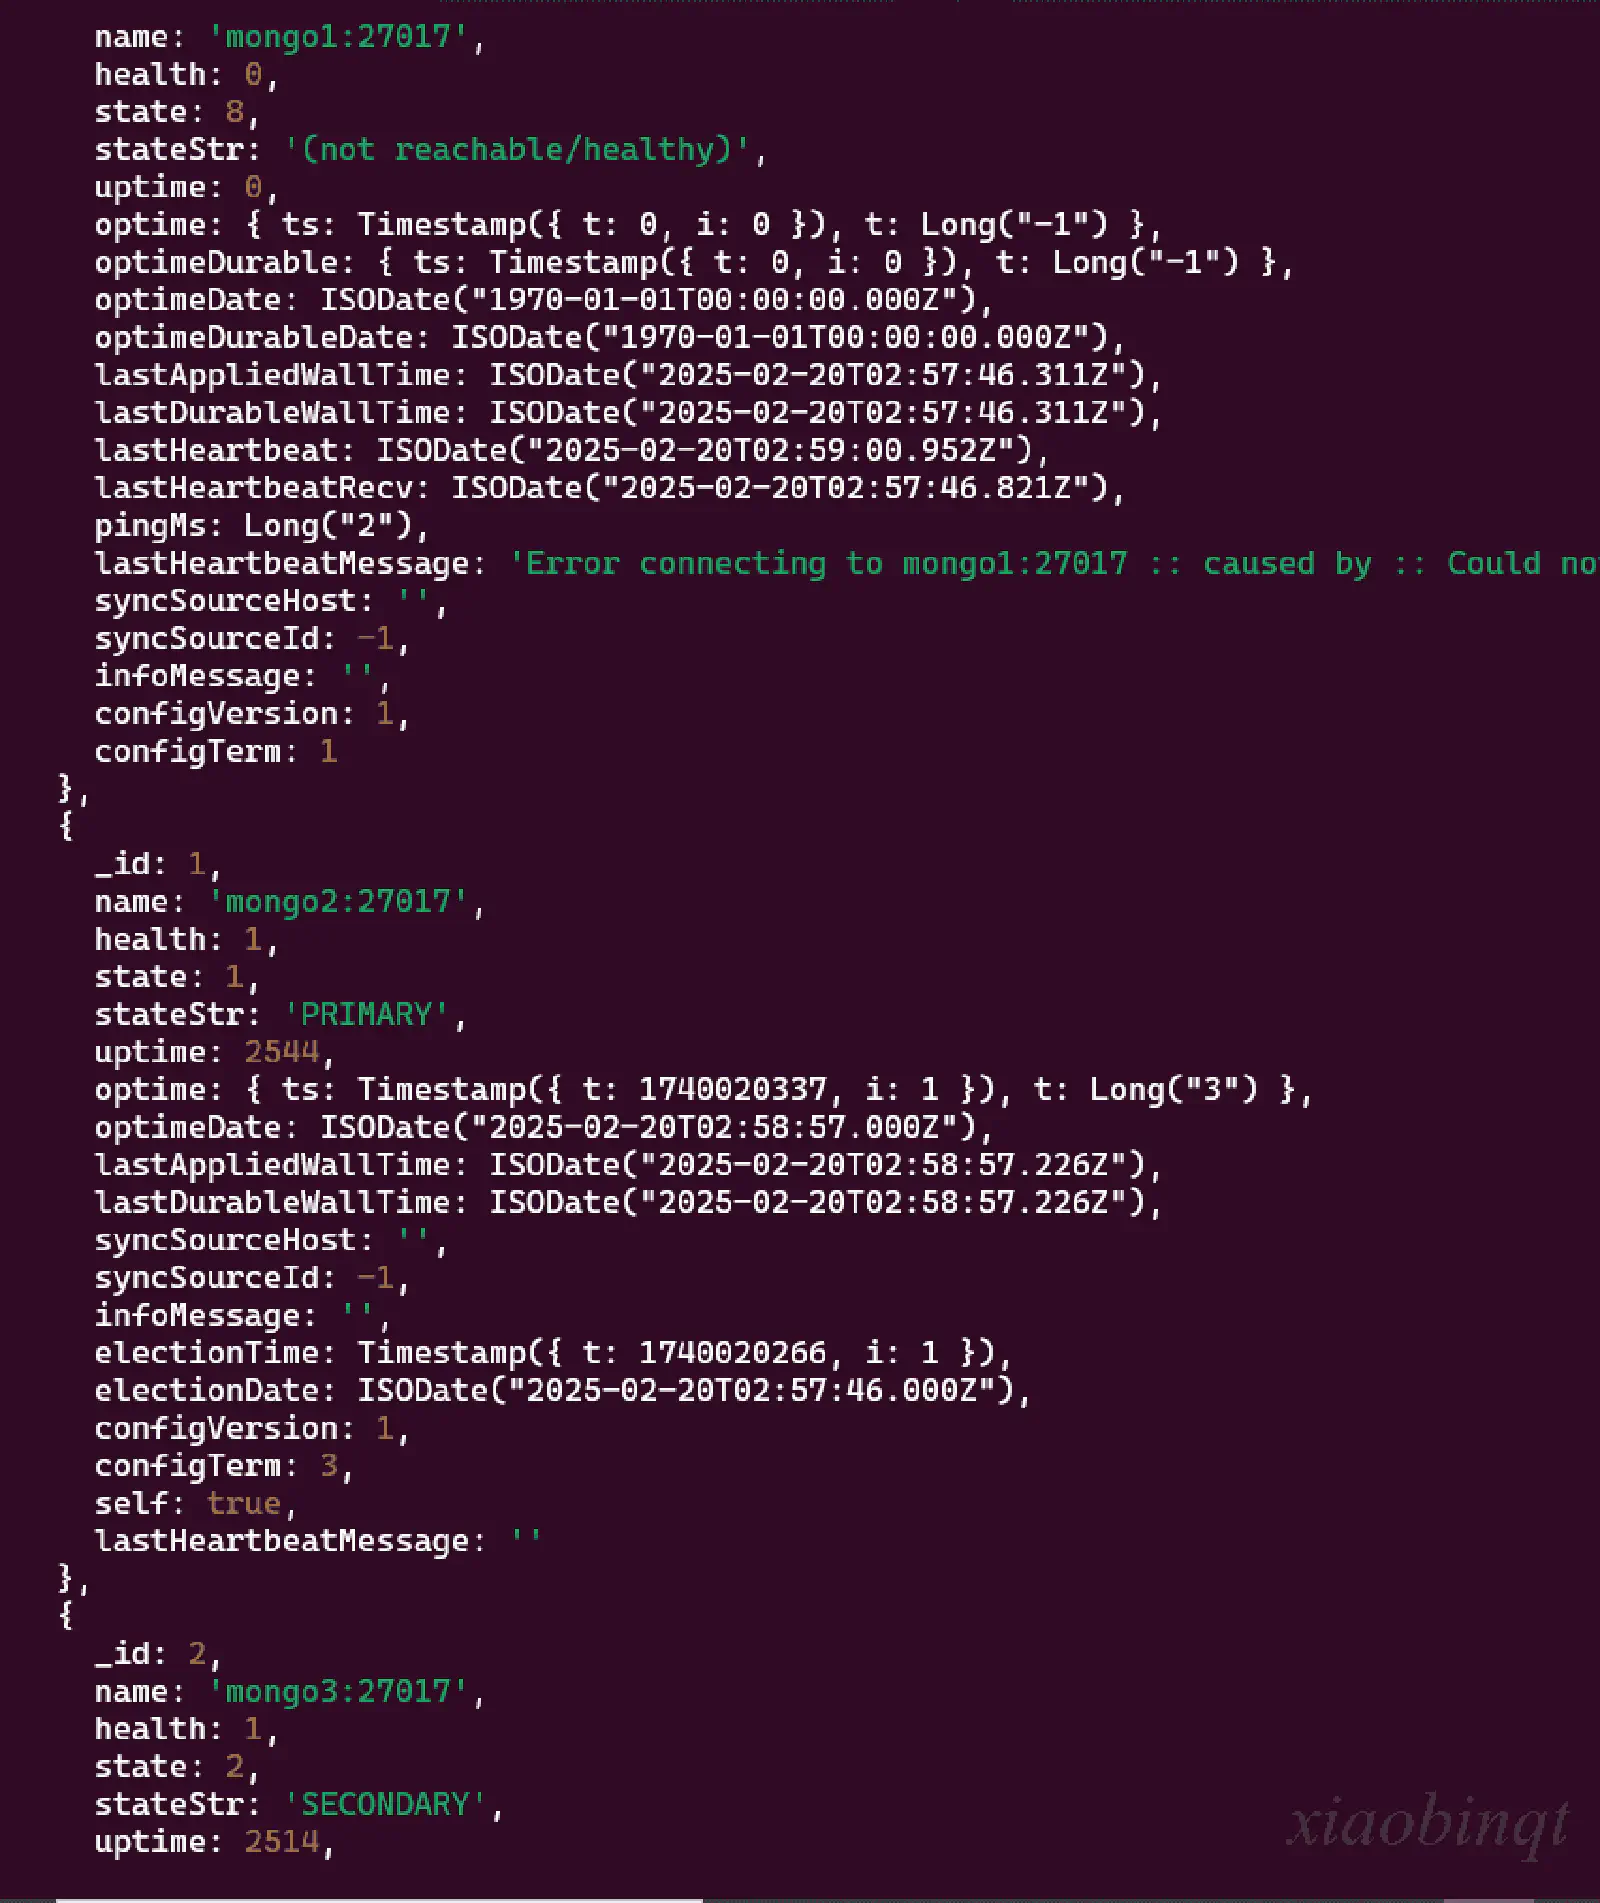 name: 'mongo1:27017',
health: 0,
state: 8,
stateStr: '(not reachable/healthy)',
uptime: 0,
optime: { ts: Timestamp({ t: 0, i: 0 }), t: Long("-1") },
optimeDurable: { ts: Timestamp({ t: 0, i: 0 }), t: Long("-1") },
optimeDate: ISODate("1970-01-01T00:00:00.000Z"),
optimeDurableDate: ISODate("1970-01-01T00:00:00.000Z"),
lastAppliedWallTime: ISODate("2025-02-20T02:57:46.311Z"),
lastDurableWallTime: ISODate("2025-02-20T02:57:46.311Z"),
lastHeartbeat: ISODate("2025-02-20T02:59:00.952Z"),
lastHeartbeatRecv: ISODate("2025-02-20T02:57:46.821Z"),
pingMs: Long("2"),
lastHeartbeatMessage: 'Error connecting to mongo1:27017 :: caused by :: Could no
syncSourceHost: '',
syncSourceId: -1,
infoMessage: '',
configVersion: 1,
configTerm: 1
},
{
_id: 1,
name: 'mongo2:27017',
health: 1,
state: 1,
stateStr: 'PRIMARY',
uptime: 2544,
optime: { ts: Timestamp({ t: 1740020337, i: 1 }), t: Long("3") },
optimeDate: ISODate("2025-02-20T02:58:57.000Z"),
lastAppliedWallTime: ISODate("2025-02-20T02:58:57.226Z"),
lastDurableWallTime: ISODate("2025-02-20T02:58:57.226Z"),
syncSourceHost: '',
syncSourceId: -1,
infoMessage: '',
electionTime: Timestamp({ t: 1740020266, i: 1 }),
electionDate: ISODate("2025-02-20T02:57:46.000Z"),
configVersion: 1,
configTerm: 3,
self: true,
lastHeartbeatMessage: ''
},
{
_id: 2,
name: 'mongo3:27017',
health: 1,
state: 2,
stateStr: 'SECONDARY',
uptime: 2514,
xiaobinqt